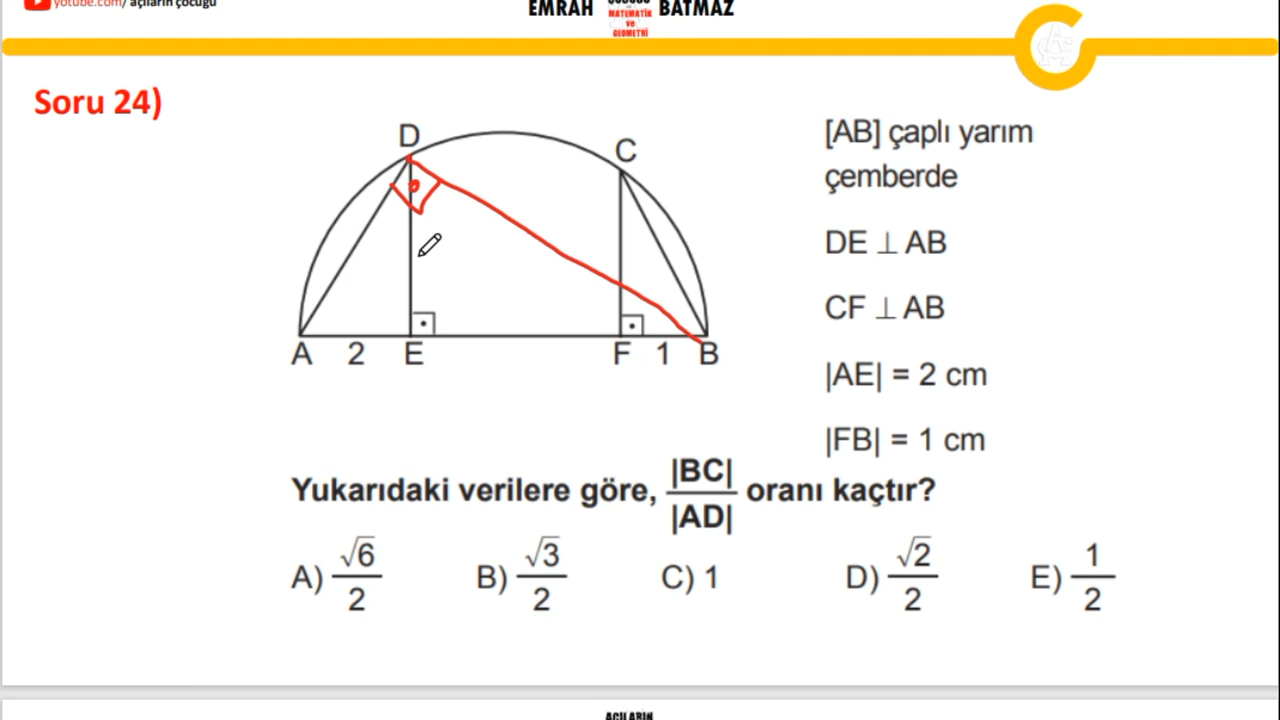 yotube.com/ açıların çocuğu
EMRAH
MATEMATİK
ve
GEOMETRİ
BATMAZ
Soru 24)
D
C
A 2 E F 1 B
[AB] çaplı yarım
çemberde
DE ⊥ AB
CF ⊥ AB
|AE| = 2 cm
|FB| = 1 cm
Yukarıdaki verilere göre, |BC|/|AD| oranı kaçtır?
A) √6/2 B) √3/2 C) 1 D) √2/2 E) 1/2
AÇILARIN